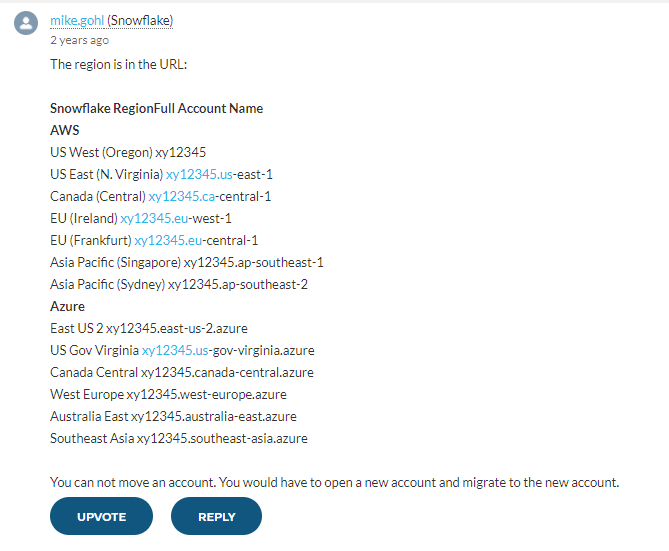 mike.gohl (Snowflake)
2 years ago
The region is in the URL:
Snowflake RegionFull Account Name
AWS
US West (Oregon) xy12345
US East (N. Virginia) xy12345.us-east-1
Canada (Central) xy12345.ca-central-1
EU (Ireland) xy12345.eu-west-1
EU (Frankfurt) xy12345.eu-central-1
Asia Pacific (Singapore) xy12345.ap-southeast-1
Asia Pacific (Sydney) xy12345.ap-southeast-2
Azure
East US 2 xy12345.east-us-2.azure
US Gov Virginia xy12345.us-gov-virginia.azure
Canada Central xy12345.canada-central.azure
West Europe xy12345.west-europe.azure
Australia East xy12345.australia-east.azure
Southeast Asia xy12345.southeast-asia.azure
You can not move an account. You would have to open a new account and migrate to the new account.
UPVOTE REPLY